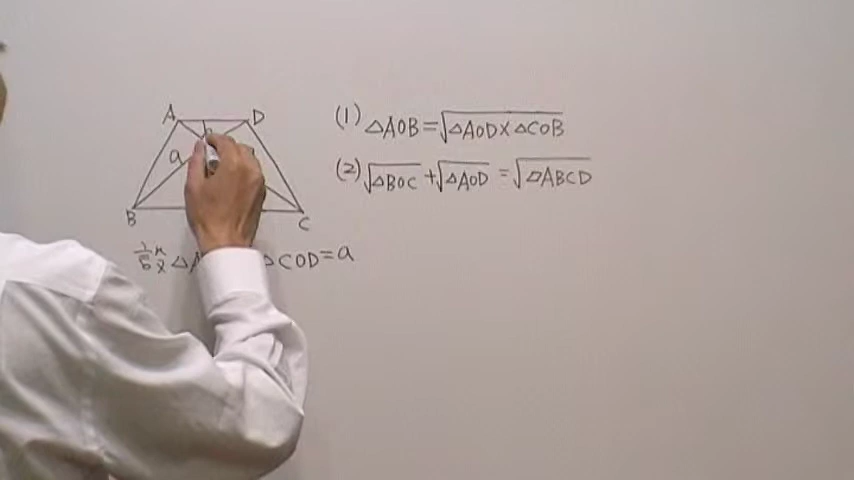 A D
(1) △AOB=√△AOD×△COB
a
(2) √△BOC +√△AOD =√▱ABCD
B C
△A △COD=a